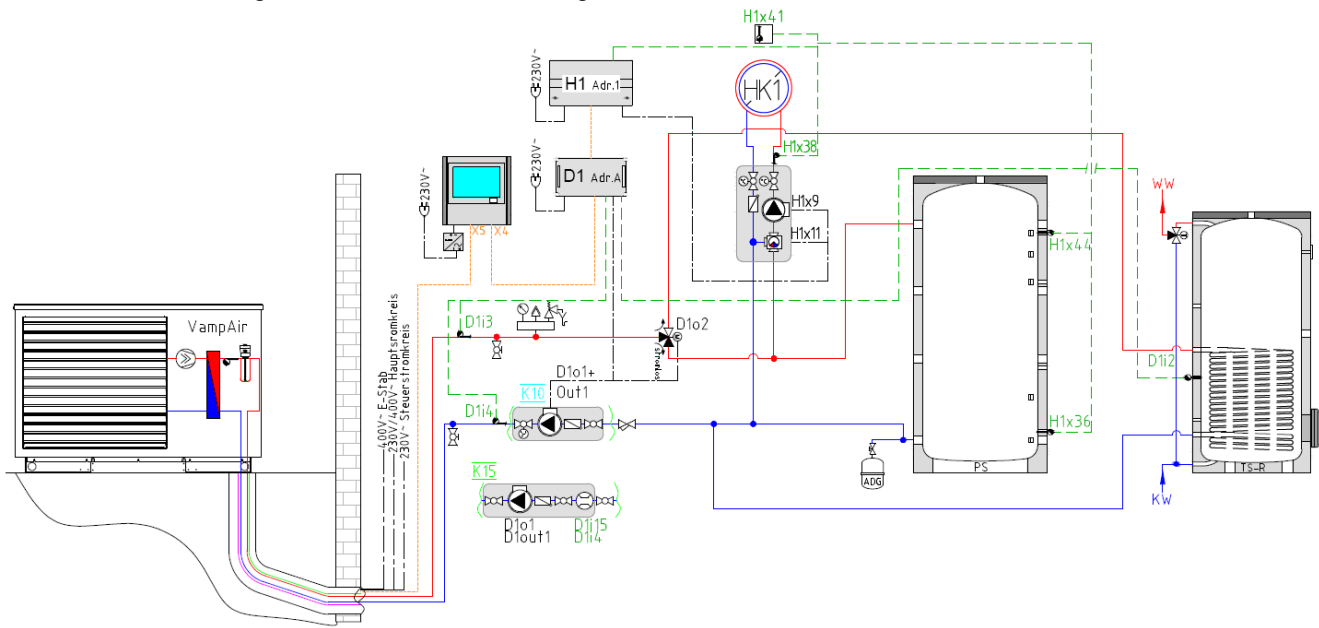 H1x41
230V~
H1 Adr.1
HK1
H1x38
230V~
D1 Adr.A
230V~
X5 X4
H1x9
H1x11
H1x44
WW
VampAir
D1i3
D1o2
stromlos
D1i2
400V~ E-Stab
230V/400V~ Hauptsromkreis
230V~ Steuerstromkreis
D1o1+
Out1
K10
D1i4
H1x36
ADG
PS
TS-R
KW
K15
D1o1
D1out1
D1i15
D1i4